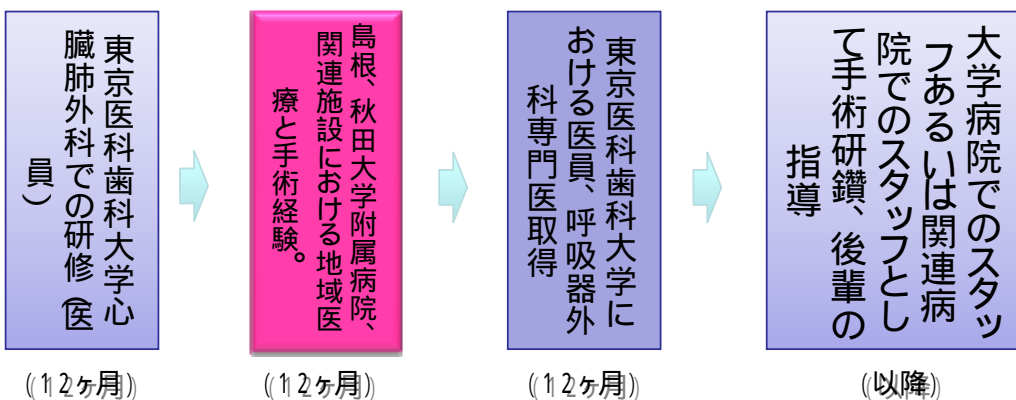 東京医科歯科大学心
臓肺外科での研修（医
員）
島根、秋田大学附属病院、
関連施設における地域医
療と手術経験。
東京医科歯科大学に
おける医員、呼吸器外
科専門医取得
大学病院でのスタッ
フあるいは関連病
院でのスタッフとし
て手術研鑽、後輩の
指導
(12ヶ月)
(12ヶ月)
(12ヶ月)
(以降)